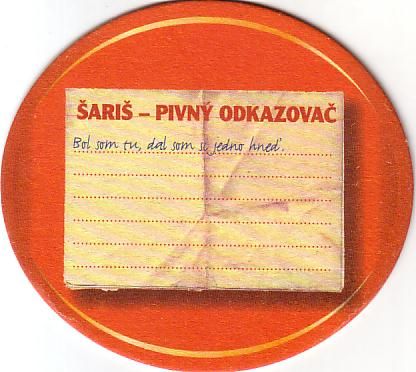 ŠARIŠ – PIVNÝ ODKAZOVAČ
Bol som tu, dal som si jedno hneď.